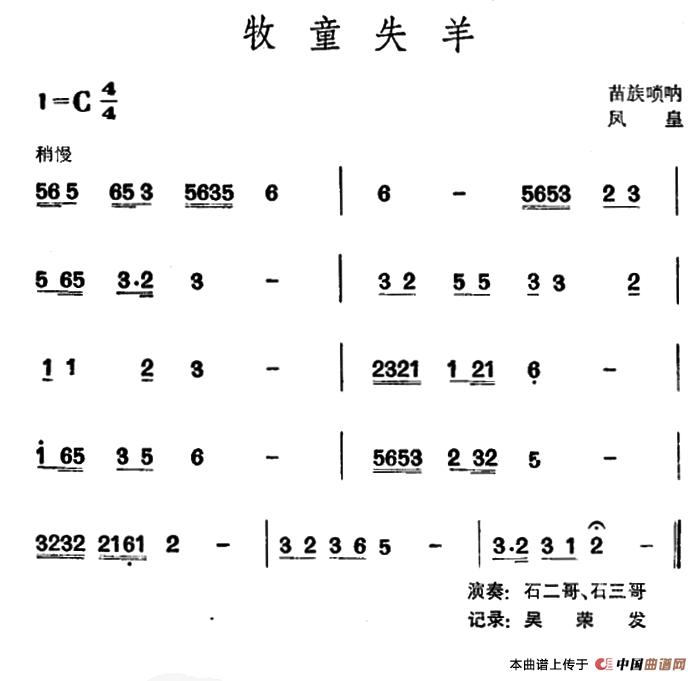 牧童失羊
1=C 4/4
苗族唢呐
凤 皇
稍慢
565 653 5635 6 | 6 - 5653 2 3 |
5 65 3·2 3 - | 3 2 5 5 3 3 2 |
1 1 2 3 - | 2321 1 21 6 - |
1 65 3 5 6 - | 5653 2 32 5 - |
3232 2161 2 - | 3 2 3 6 5 - | 3·2 3 1 2 - ‖
演奏：石二哥、石三哥
记录：吴 荣 发
本曲谱上传于 中国曲谱网